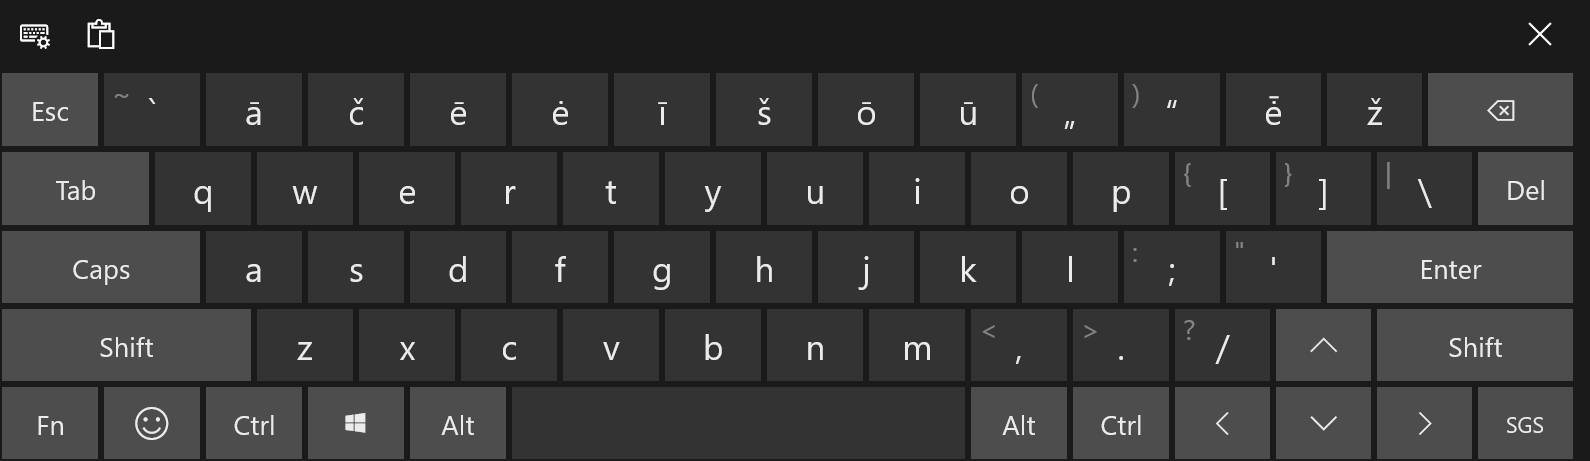 Esc ~ ` ā č ē ė ī š ō ū ( „ ) “ ė̄ ž
Tab q w e r t y u i o p { [ } ] | \ Del
Caps a s d f g h j k l : ; " ' Enter
Shift z x c v b n m < , > . ? / Shift
Fn Ctrl Alt Alt Ctrl SGS